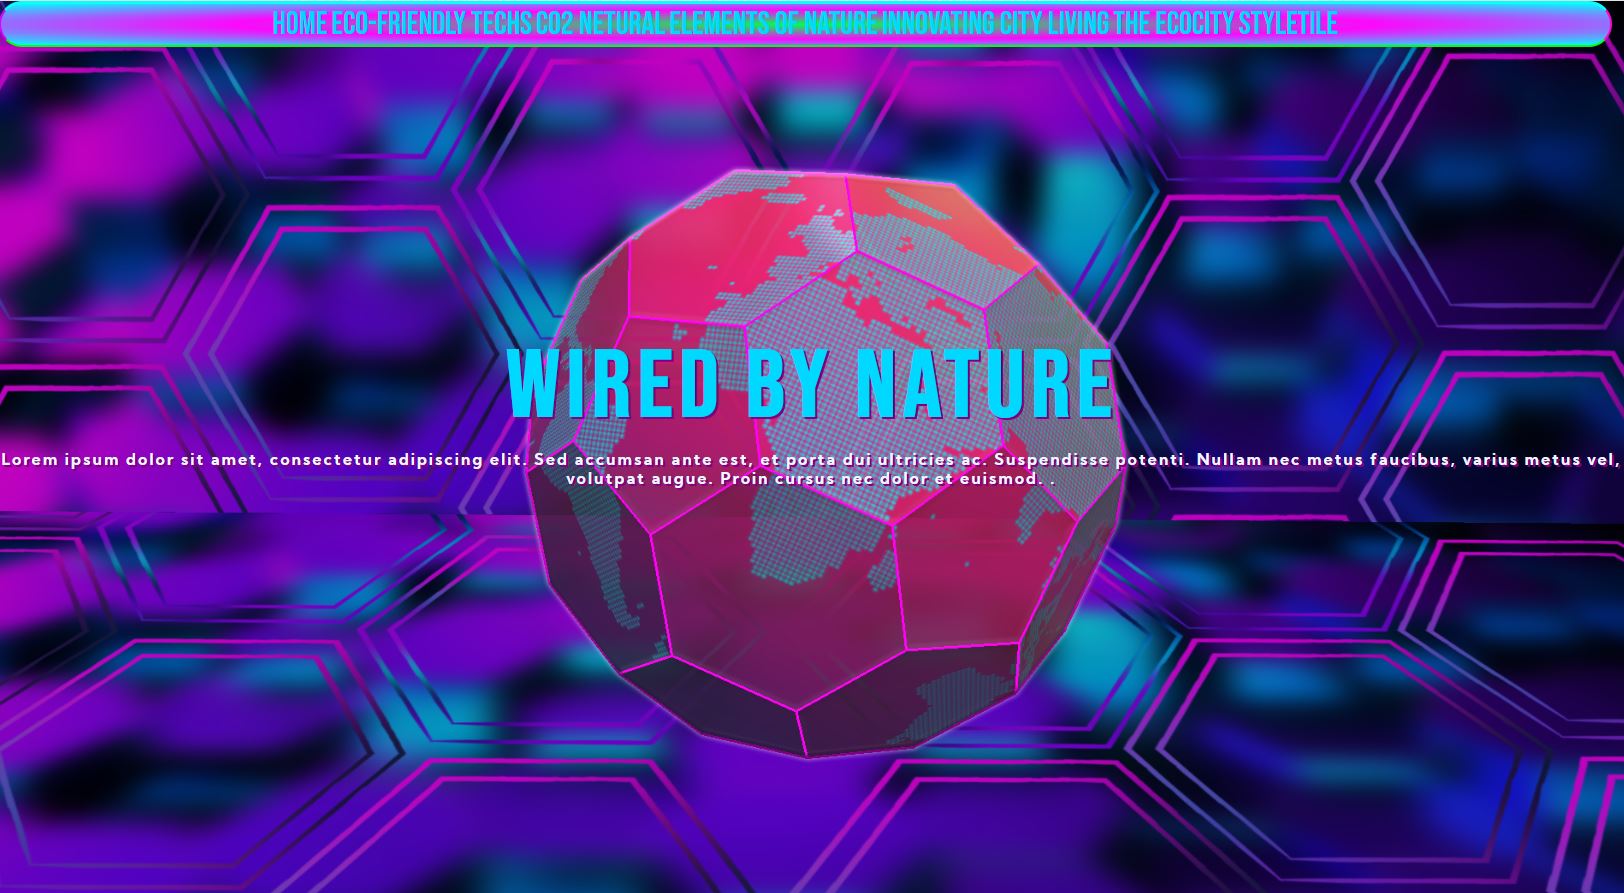 HOME ECO-FRIENDLY TECHS CO2 NETURAL ELEMENTS OF NATURE INNOVATING CITY LIVING THE ECOCITY STYLETILE
WIRED BY NATURE
Lorem ipsum dolor sit amet, consectetur adipiscing elit. Sed accumsan ante est, et porta dui ultricies ac. Suspendisse potenti. Nullam nec metus faucibus, varius metus vel,
volutpat augue. Proin cursus nec dolor et euismod. .